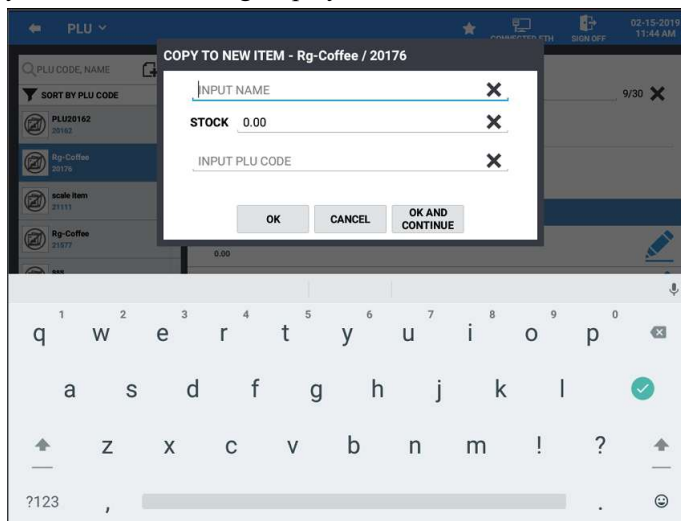 PLU
02-15-2019
CONNECTED ETH
SIGN OFF
11:44 AM
COPY TO NEW ITEM - Rg-Coffee / 20176
PLU CODE, NAME
INPUT NAME
SORT BY PLU CODE
9/30
PLU20162
20162
STOCK 0.00
Rg-Coffee
20176
INPUT PLU CODE
scale item
21111
OK CANCEL OK AND CONTINUE
Rg-Coffee
21577
0.00
1 2 3 4 5 6 7 8 9 0
q w e r t y u i o p
a s d f g h j k l
z x c v b n m ! ?
?123 , .